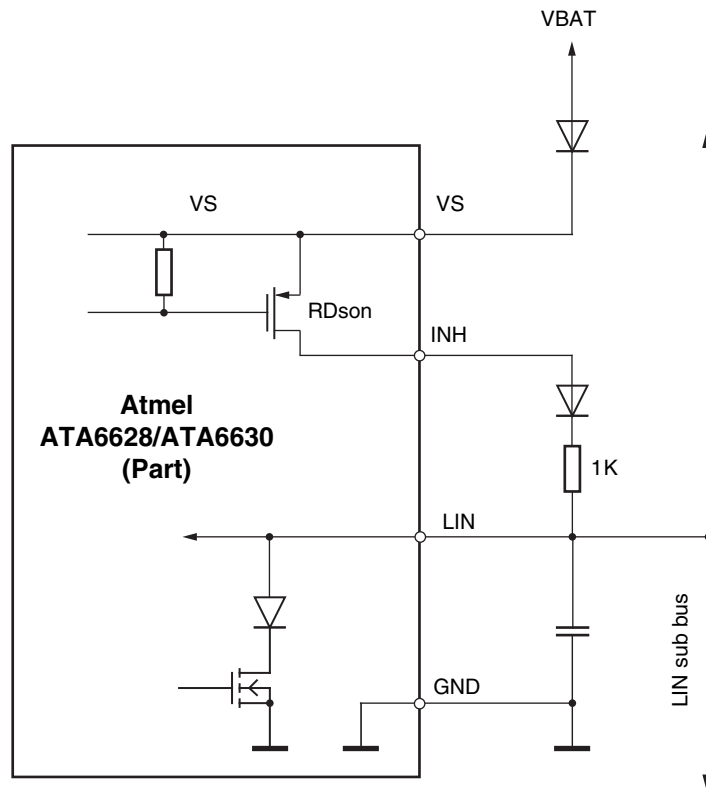 VBAT
VS
VS
RDson
INH
Atmel
ATA6628/ATA6630
(Part)
1K
LIN
LIN sub bus
GND